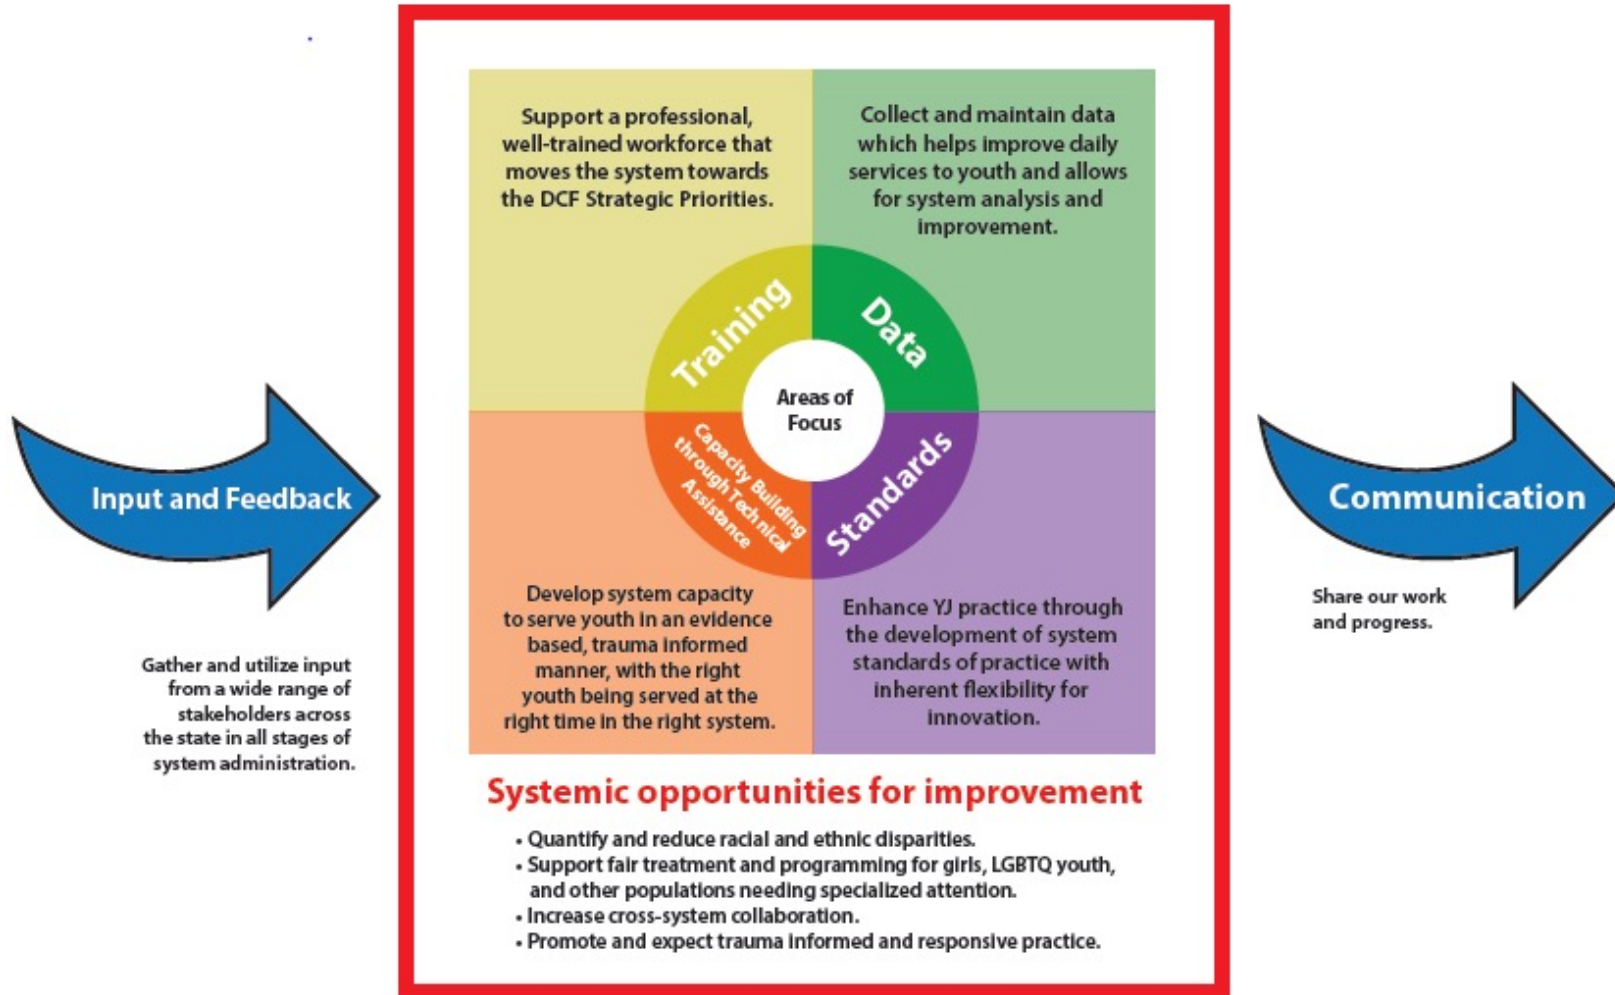 Input and Feedback
Gather and utilize input
from a wide range of
stakeholders across
the state in all stages of
system administration.
Support a professional,
well-trained workforce that
moves the system towards
the DCF Strategic Priorities.
Collect and maintain data
which helps improve daily
services to youth and allows
for system analysis and
improvement.
Training
Data
Areas of
Focus
Capacity Building
through Technical
Assistance
Standards
Develop system capacity
to serve youth in an evidence
based, trauma informed
manner, with the right
youth being served at the
right time in the right system.
Enhance YJ practice through
the development of system
standards of practice with
inherent flexibility for
innovation.
Systemic opportunities for improvement
• Quantify and reduce racial and ethnic disparities.
• Support fair treatment and programming for girls, LGBTQ youth,
and other populations needing specialized attention.
• Increase cross-system collaboration.
• Promote and expect trauma informed and responsive practice.
Communication
Share our work
and progress.